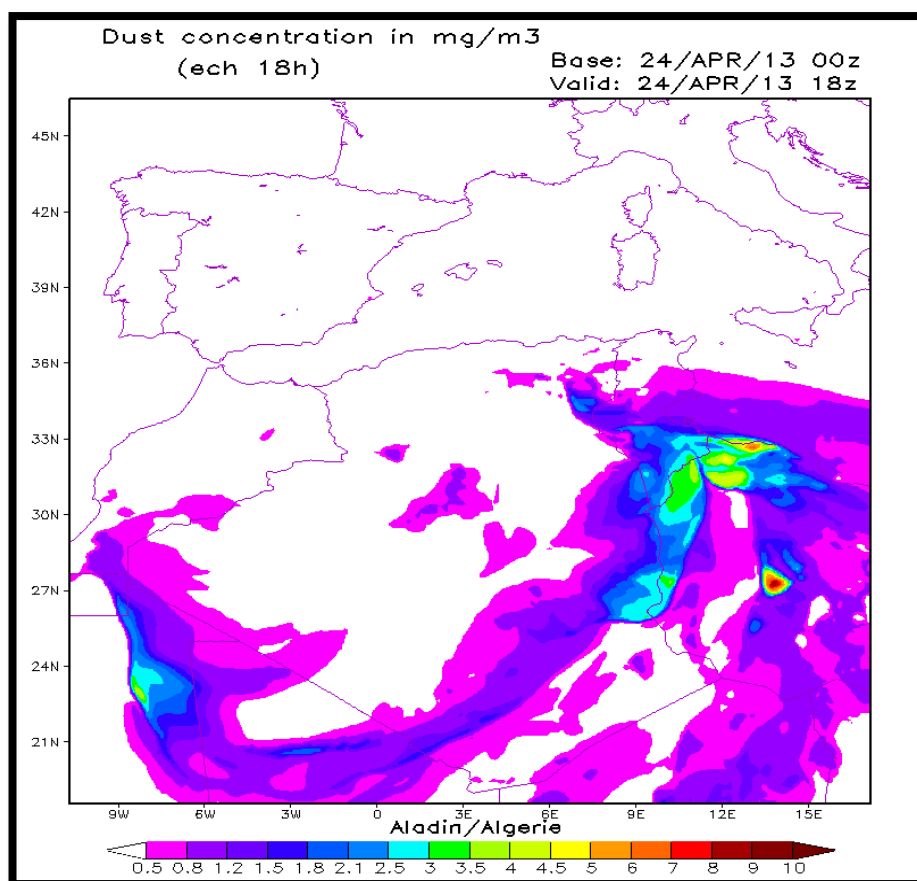 Dust concentration in mg/m3
(ech 18h)
Base: 24/APR/13 00z
Valid: 24/APR/13 18z
45N
42N
39N
36N
33N
30N
27N
24N
21N
9W 6W 3W 0 3E 6E 9E 12E 15E
Aladin/Algerie
0.5 0.8 1.2 1.5 1.8 2.1 2.5 3 3.5 4 4.5 5 6 7 8 9 10